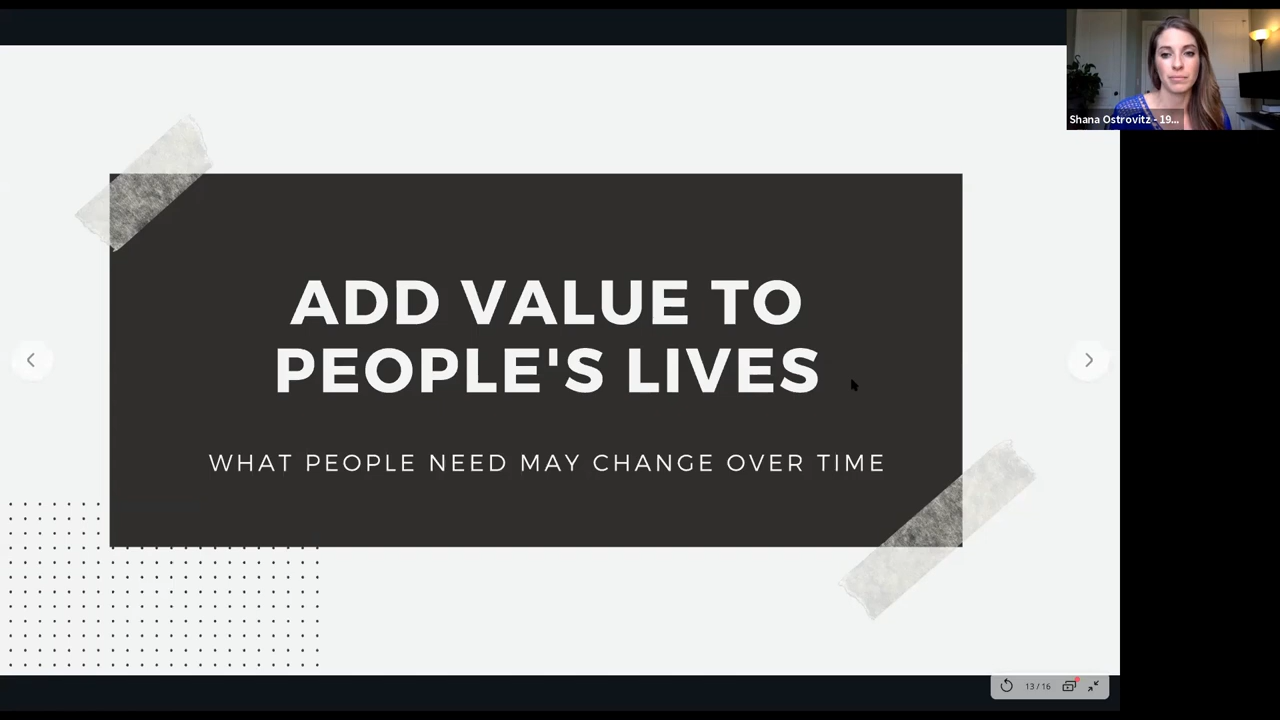 Shana Ostrovitz - 19...
ADD VALUE TO
PEOPLE'S LIVES
WHAT PEOPLE NEED MAY CHANGE OVER TIME
13 / 16